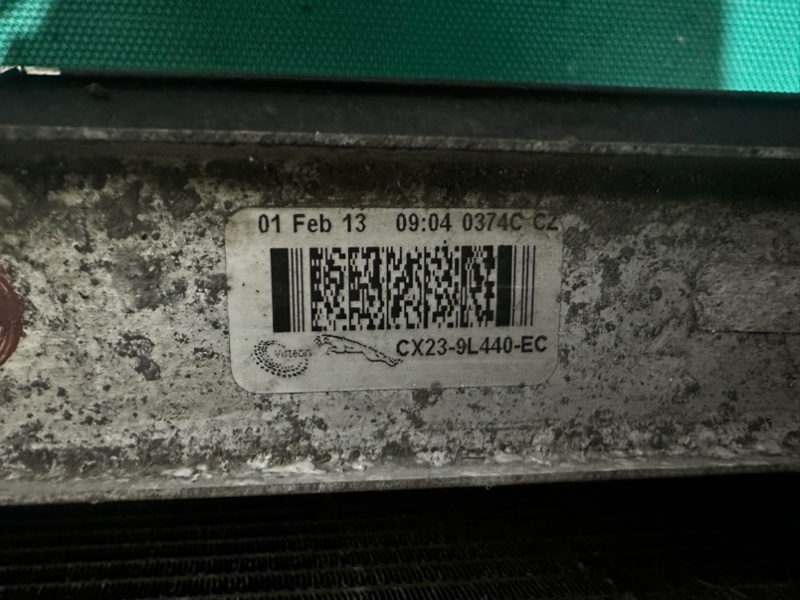 01 Feb 13 09:04 0374C CZ
Visteon CX23-9L440-EC